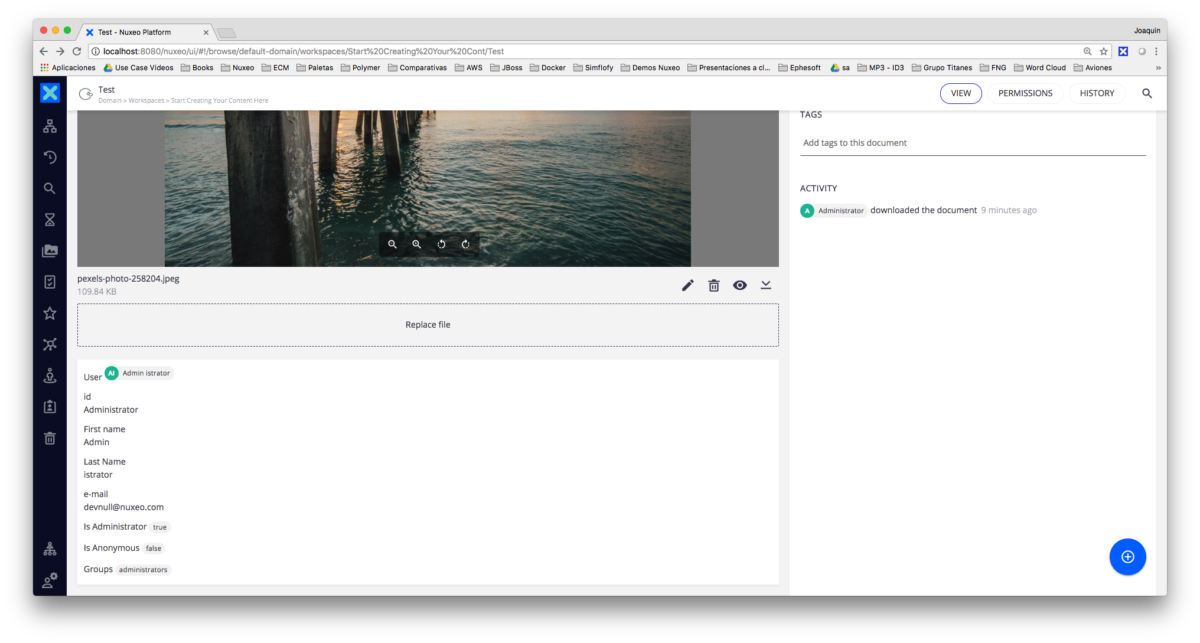 Test - Nuxeo Platform
Joaquin
localhost:8080/nuxeo/ui/#!/browse/default-domain/workspaces/Start%20Creating%20Your%20Cont/Test
Aplicaciones Use Case Videos Books Nuxeo ECM Paletas Polymer Comparativas AWS JBoss Docker Simflofy Demos Nuxeo Presentaciones a cl... Ephesoft sa MP3 - ID3 Grupo Titanes FNG Word Cloud Aviones »
Test
Domain > Workspaces > Start Creating Your Content Here
VIEW PERMISSIONS HISTORY
TAGS
Add tags to this document
ACTIVITY
A Administrator downloaded the document 9 minutes ago
pexels-photo-258204.jpeg
109.84 KB
Replace file
User AI Admin istrator
id
Administrator
First name
Admin
Last Name
istrator
e-mail
devnull@nuxeo.com
Is Administrator true
Is Anonymous false
Groups administrators